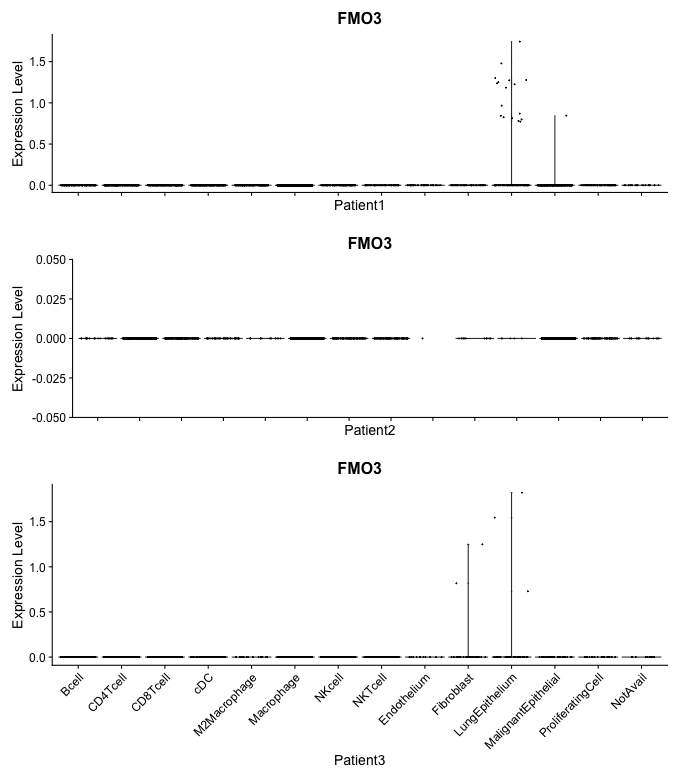 FMO3
Expression Level
1.5
1.0
0.5
0.0
Patient1
FMO3
Expression Level
0.050
0.025
0.000
-0.025
-0.050
Patient2
FMO3
Expression Level
1.5
1.0
0.5
0.0
Bcell
CD4Tcell
CD8Tcell
cDC
M2Macrophage
Macrophage
NKcell
NKTcell
Endothelium
Fibroblast
LungEpithelium
MalignantEpithelial
ProliferatingCell
NotAvail
Patient3